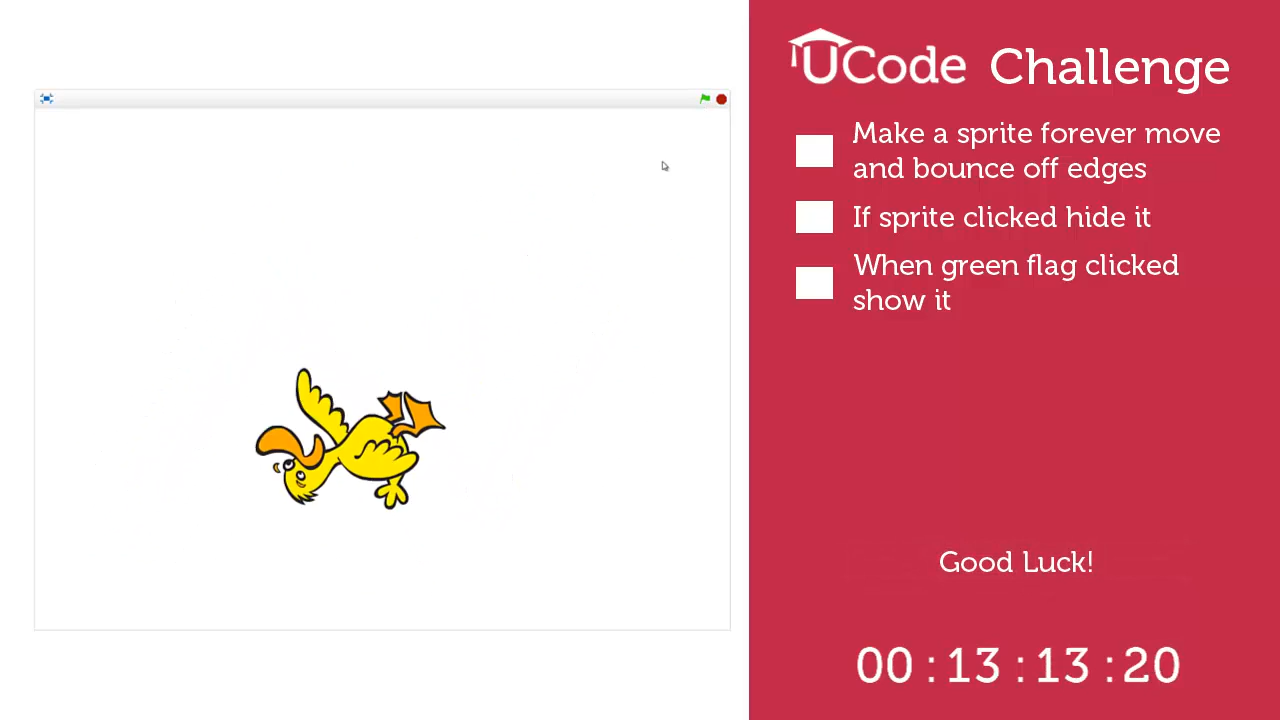 UCode Challenge
Make a sprite forever move
and bounce off edges
If sprite clicked hide it
When green flag clicked
show it
Good Luck!
00 : 13 : 13 : 20